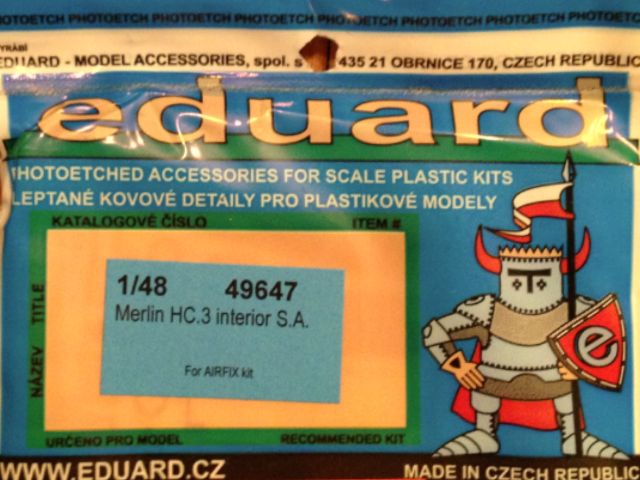 PHOTOETCH PHOTOETCH PHOTOETCH PHOTOETCH PHOTOETCH PHOTOETCH PHOTOETCH
VYRÁBÍ
EDUARD - MODEL ACCESSORIES, spol. s 435 21 OBRNICE 170, CZECH REPUBLIC
eduard
PHOTOETCHED ACCESSORIES FOR SCALE PLASTIC KITS
LEPTANÉ KOVOVÉ DETAILY PRO PLASTIKOVÉ MODELY
KATALOGOVÉ ČÍSLO ITEM #
NÁZEV TITLE
1/48 49647
Merlin HC.3 interior S.A.
For AIRFIX kit
e
URČENO PRO MODEL RECOMMENDED KIT
WWW.EDUARD.CZ MADE IN CZECH REPUBLIC